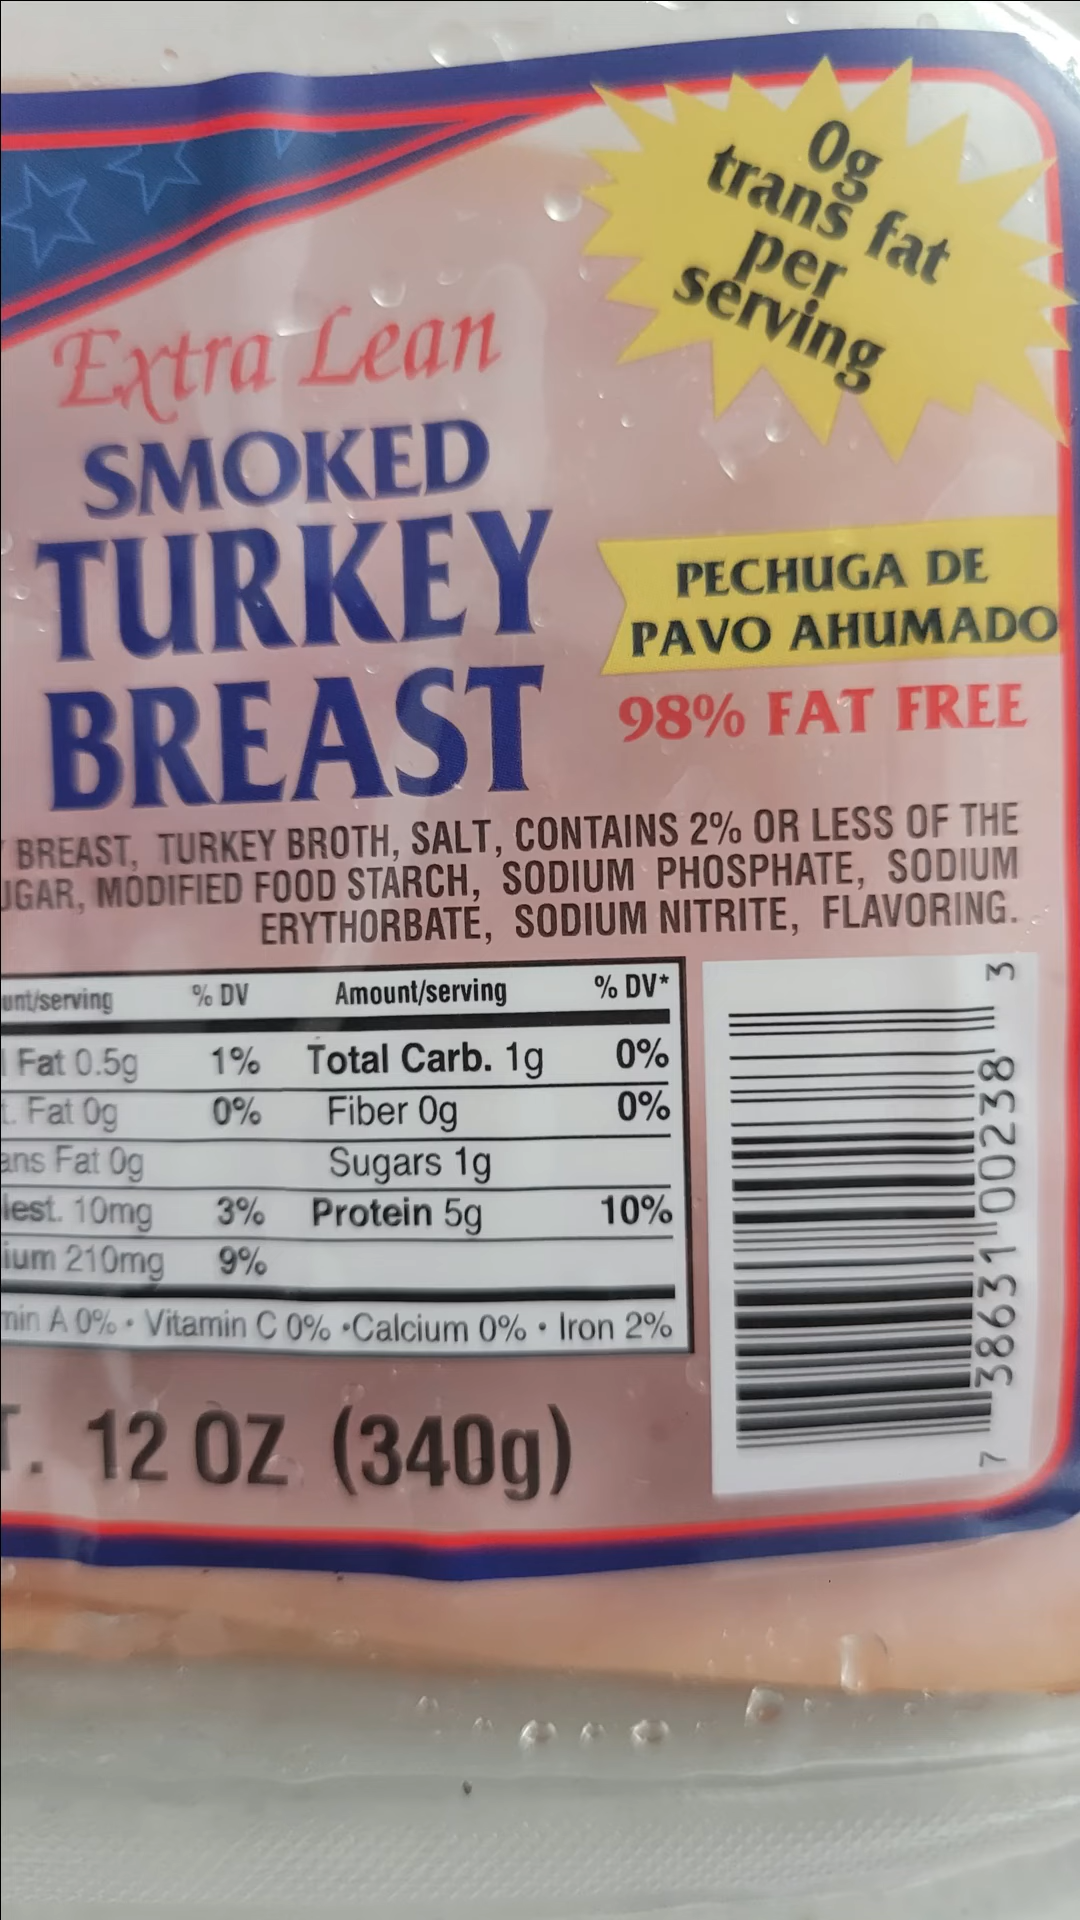 0g
trans fat
per
serving
Extra Lean
SMOKED
TURKEY
BREAST
PECHUGA DE
PAVO AHUMADO
98% FAT FREE
BREAST, TURKEY BROTH, SALT, CONTAINS 2% OR LESS OF THE
UGAR, MODIFIED FOOD STARCH, SODIUM PHOSPHATE, SODIUM
ERYTHORBATE, SODIUM NITRITE, FLAVORING.
unt/serving % DV Amount/serving % DV*
Fat 0.5g 1% Total Carb. 1g 0%
t. Fat 0g 0% Fiber 0g 0%
ans Fat 0g Sugars 1g
lest. 10mg 3% Protein 5g 10%
ium 210mg 9%
min A 0% • Vitamin C 0% •Calcium 0% • Iron 2%
T. 12 OZ (340g)
7 38631 00238 3